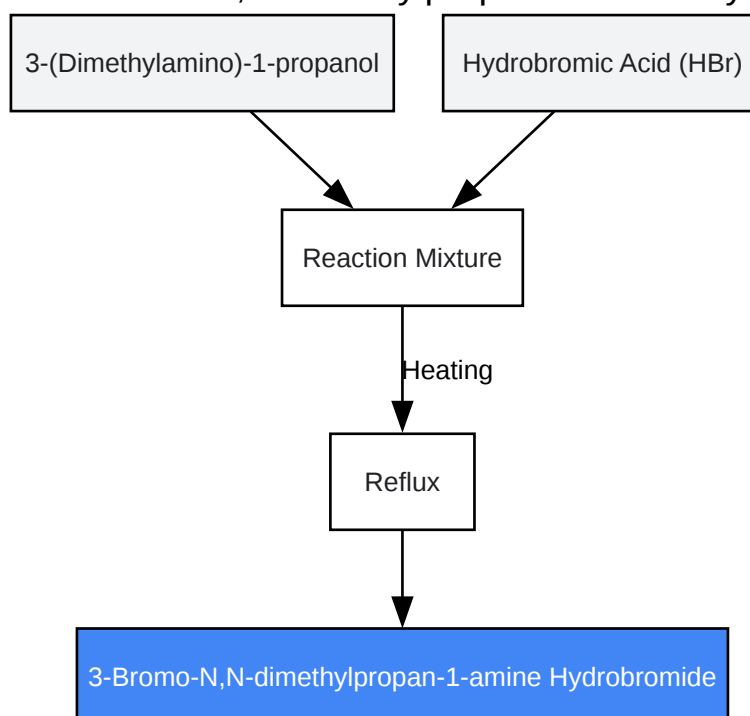 3-(Dimethylamino)-1-propanol
Hydrobromic Acid (HBr)
Reaction Mixture
Heating
Reflux
3-Bromo-N,N-dimethylpropan-1-amine Hydrobromide